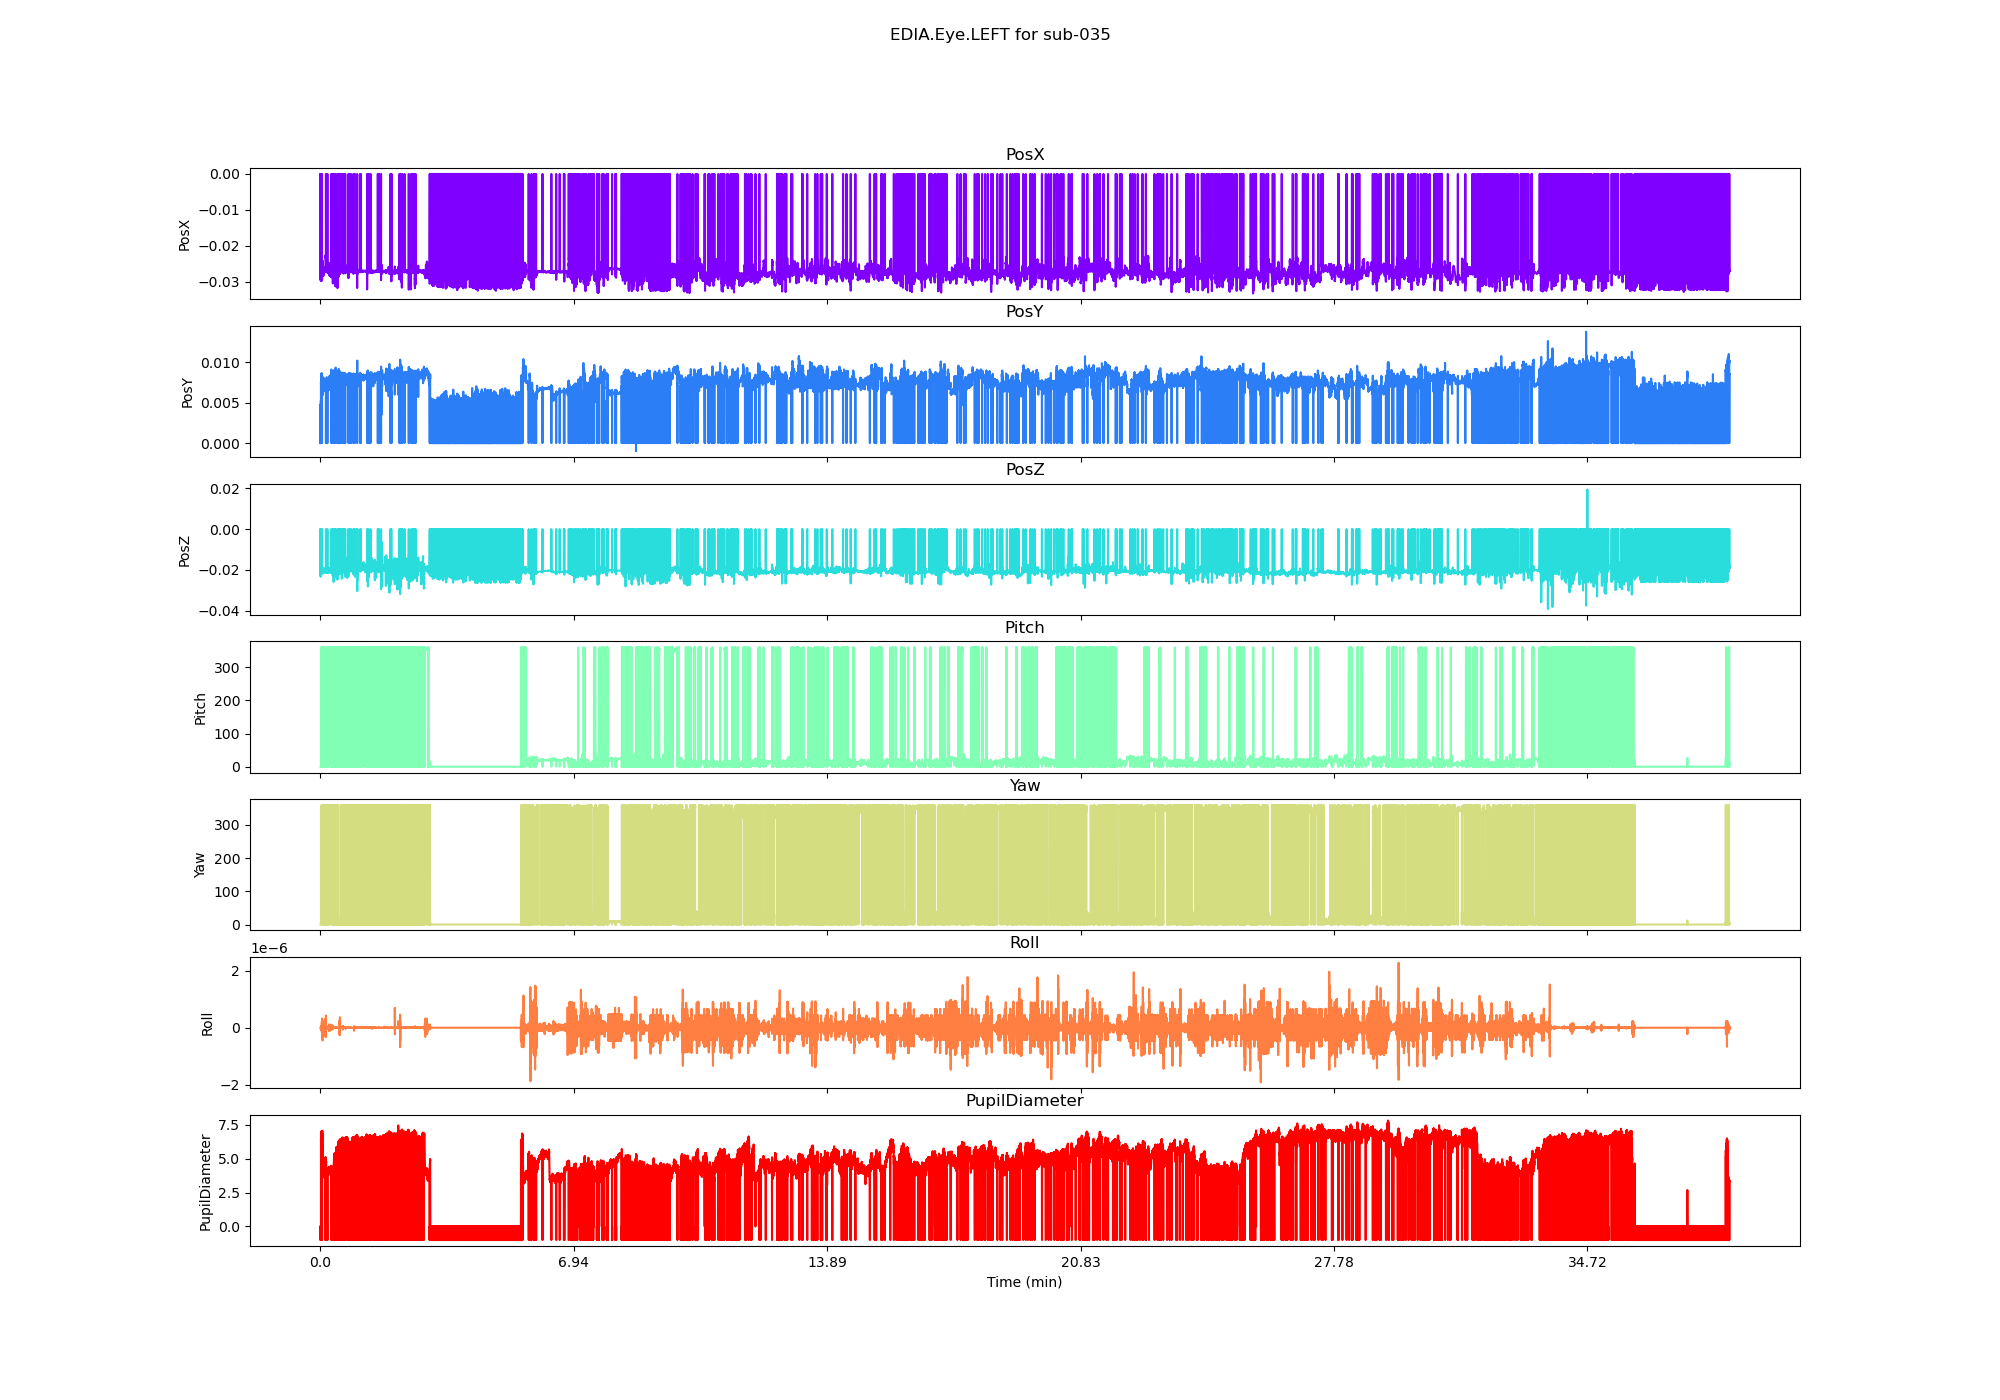 EDIA.Eye.LEFT for sub-035
PosX
0.00
−0.01
−0.02
−0.03
PosX
PosY
0.010
0.005
0.000
PosY
PosZ
0.02
0.00
−0.02
−0.04
PosZ
Pitch
300
200
100
0
Pitch
Yaw
300
200
100
0
Yaw
1e−6
Roll
2
0
−2
Roll
PupilDiameter
7.5
5.0
2.5
0.0
PupilDiameter
0.0 6.94 13.89 20.83 27.78 34.72
Time (min)